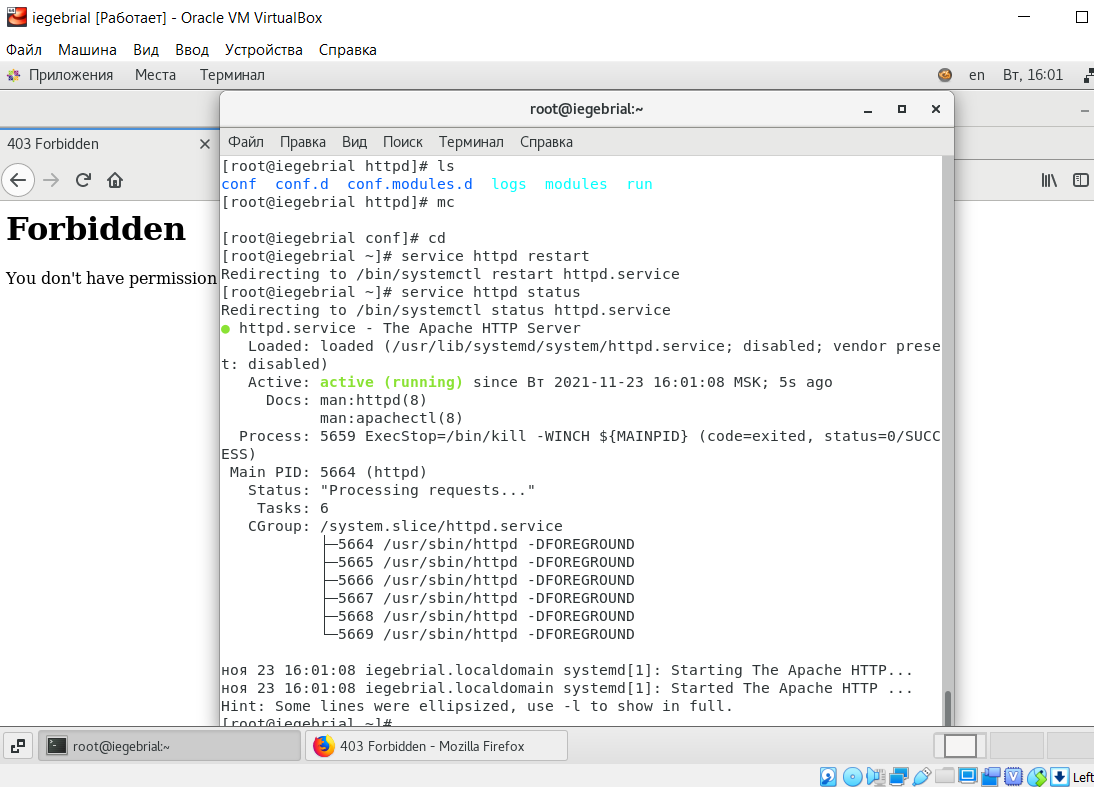 iegebrial [Работает] - Oracle VM VirtualBox
Файл Машина Вид Ввод Устройства Справка
Приложения Места Терминал en Вт, 16:01
root@iegebrial:~
403 Forbidden
Файл Правка Вид Поиск Терминал Справка
Forbidden
You don't have permission
[root@iegebrial httpd]# ls
conf conf.d conf.modules.d logs modules run
[root@iegebrial httpd]# mc
[root@iegebrial conf]# cd
[root@iegebrial ~]# service httpd restart
Redirecting to /bin/systemctl restart httpd.service
[root@iegebrial ~]# service httpd status
Redirecting to /bin/systemctl status httpd.service
● httpd.service - The Apache HTTP Server
Loaded: loaded (/usr/lib/systemd/system/httpd.service; disabled; vendor prese
t: disabled)
Active: active (running) since Вт 2021-11-23 16:01:08 MSK; 5s ago
Docs: man:httpd(8)
man:apachectl(8)
Process: 5659 ExecStop=/bin/kill -WINCH ${MAINPID} (code=exited, status=0/SUCC
ESS)
Main PID: 5664 (httpd)
Status: "Processing requests..."
Tasks: 6
CGroup: /system.slice/httpd.service
├─5664 /usr/sbin/httpd -DFOREGROUND
├─5665 /usr/sbin/httpd -DFOREGROUND
├─5666 /usr/sbin/httpd -DFOREGROUND
├─5667 /usr/sbin/httpd -DFOREGROUND
├─5668 /usr/sbin/httpd -DFOREGROUND
└─5669 /usr/sbin/httpd -DFOREGROUND
ноя 23 16:01:08 iegebrial.localdomain systemd[1]: Starting The Apache HTTP...
ноя 23 16:01:08 iegebrial.localdomain systemd[1]: Started The Apache HTTP ...
Hint: Some lines were ellipsized, use -l to show in full.
[root@iegebrial ~]#
root@iegebrial:~ 403 Forbidden - Mozilla Firefox
Left